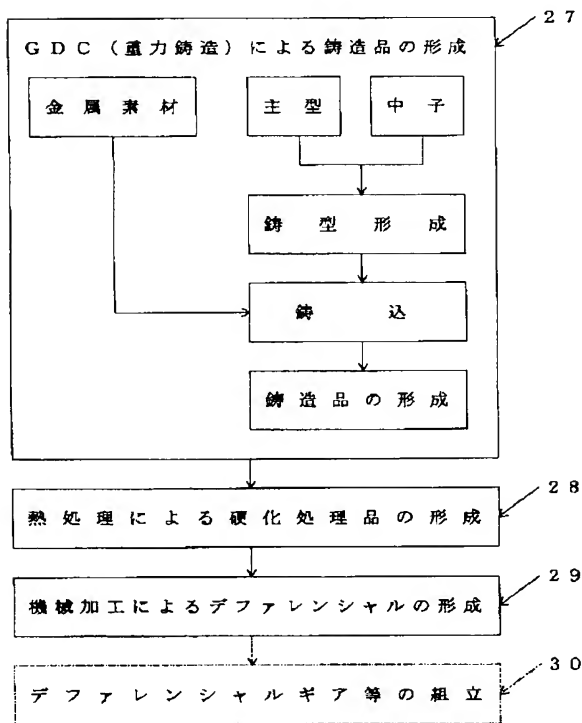 27
GDC(重力鋳造)による鋳造品の形成
金属素材
主型
中子
鋳型形成
鋳込
鋳造品の形成
28
熱処理による硬化処理品の形成
29
機械加工によるデファレンシャルの形成
30
デファレンシャルギア等の組立